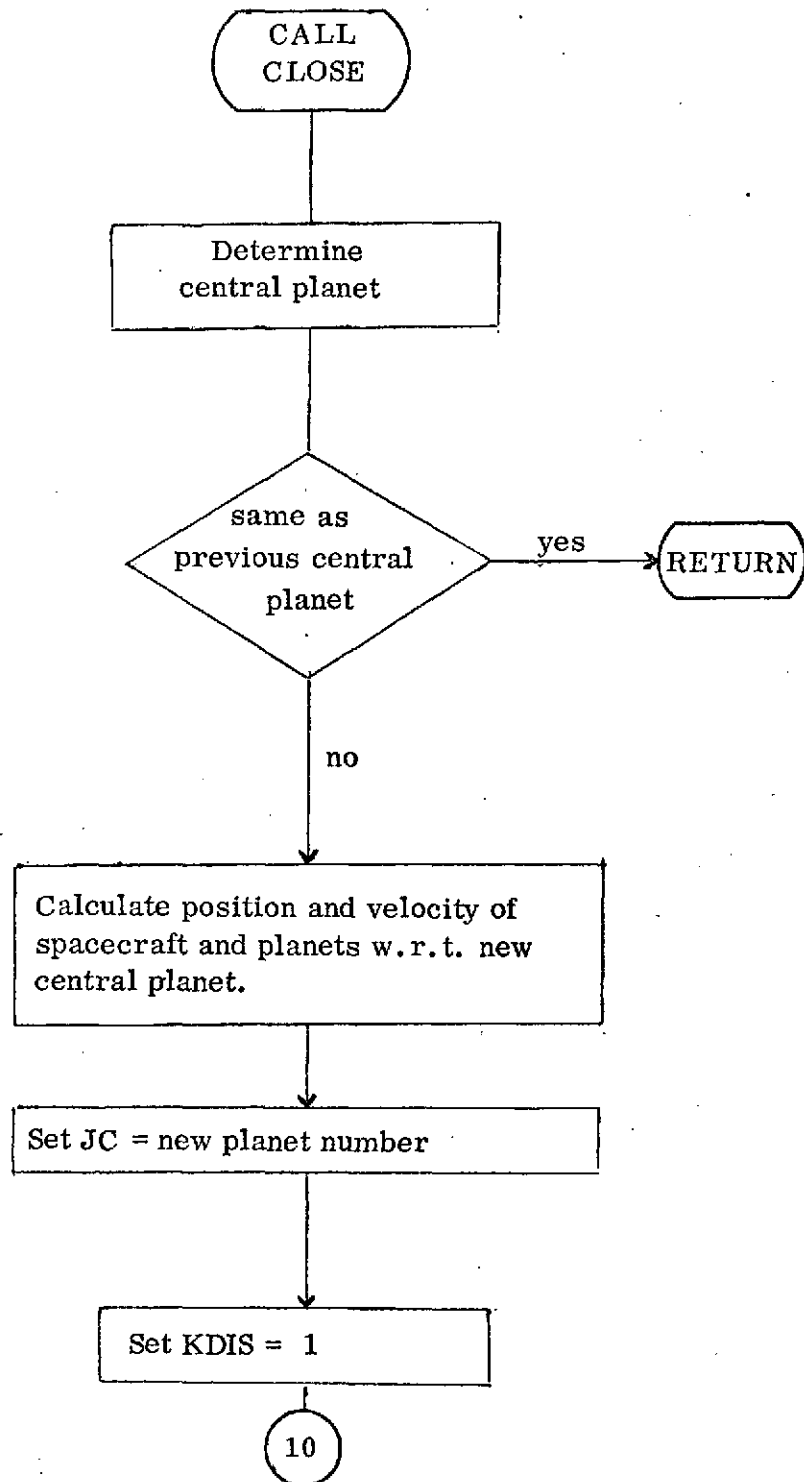 CALL
CLOSE
Determine
central planet
same as
previous central
planet
yes
RETURN
no
Calculate position and velocity of
spacecraft and planets w.r.t. new
central planet.
Set JC = new planet number
Set KDIS = 1
10